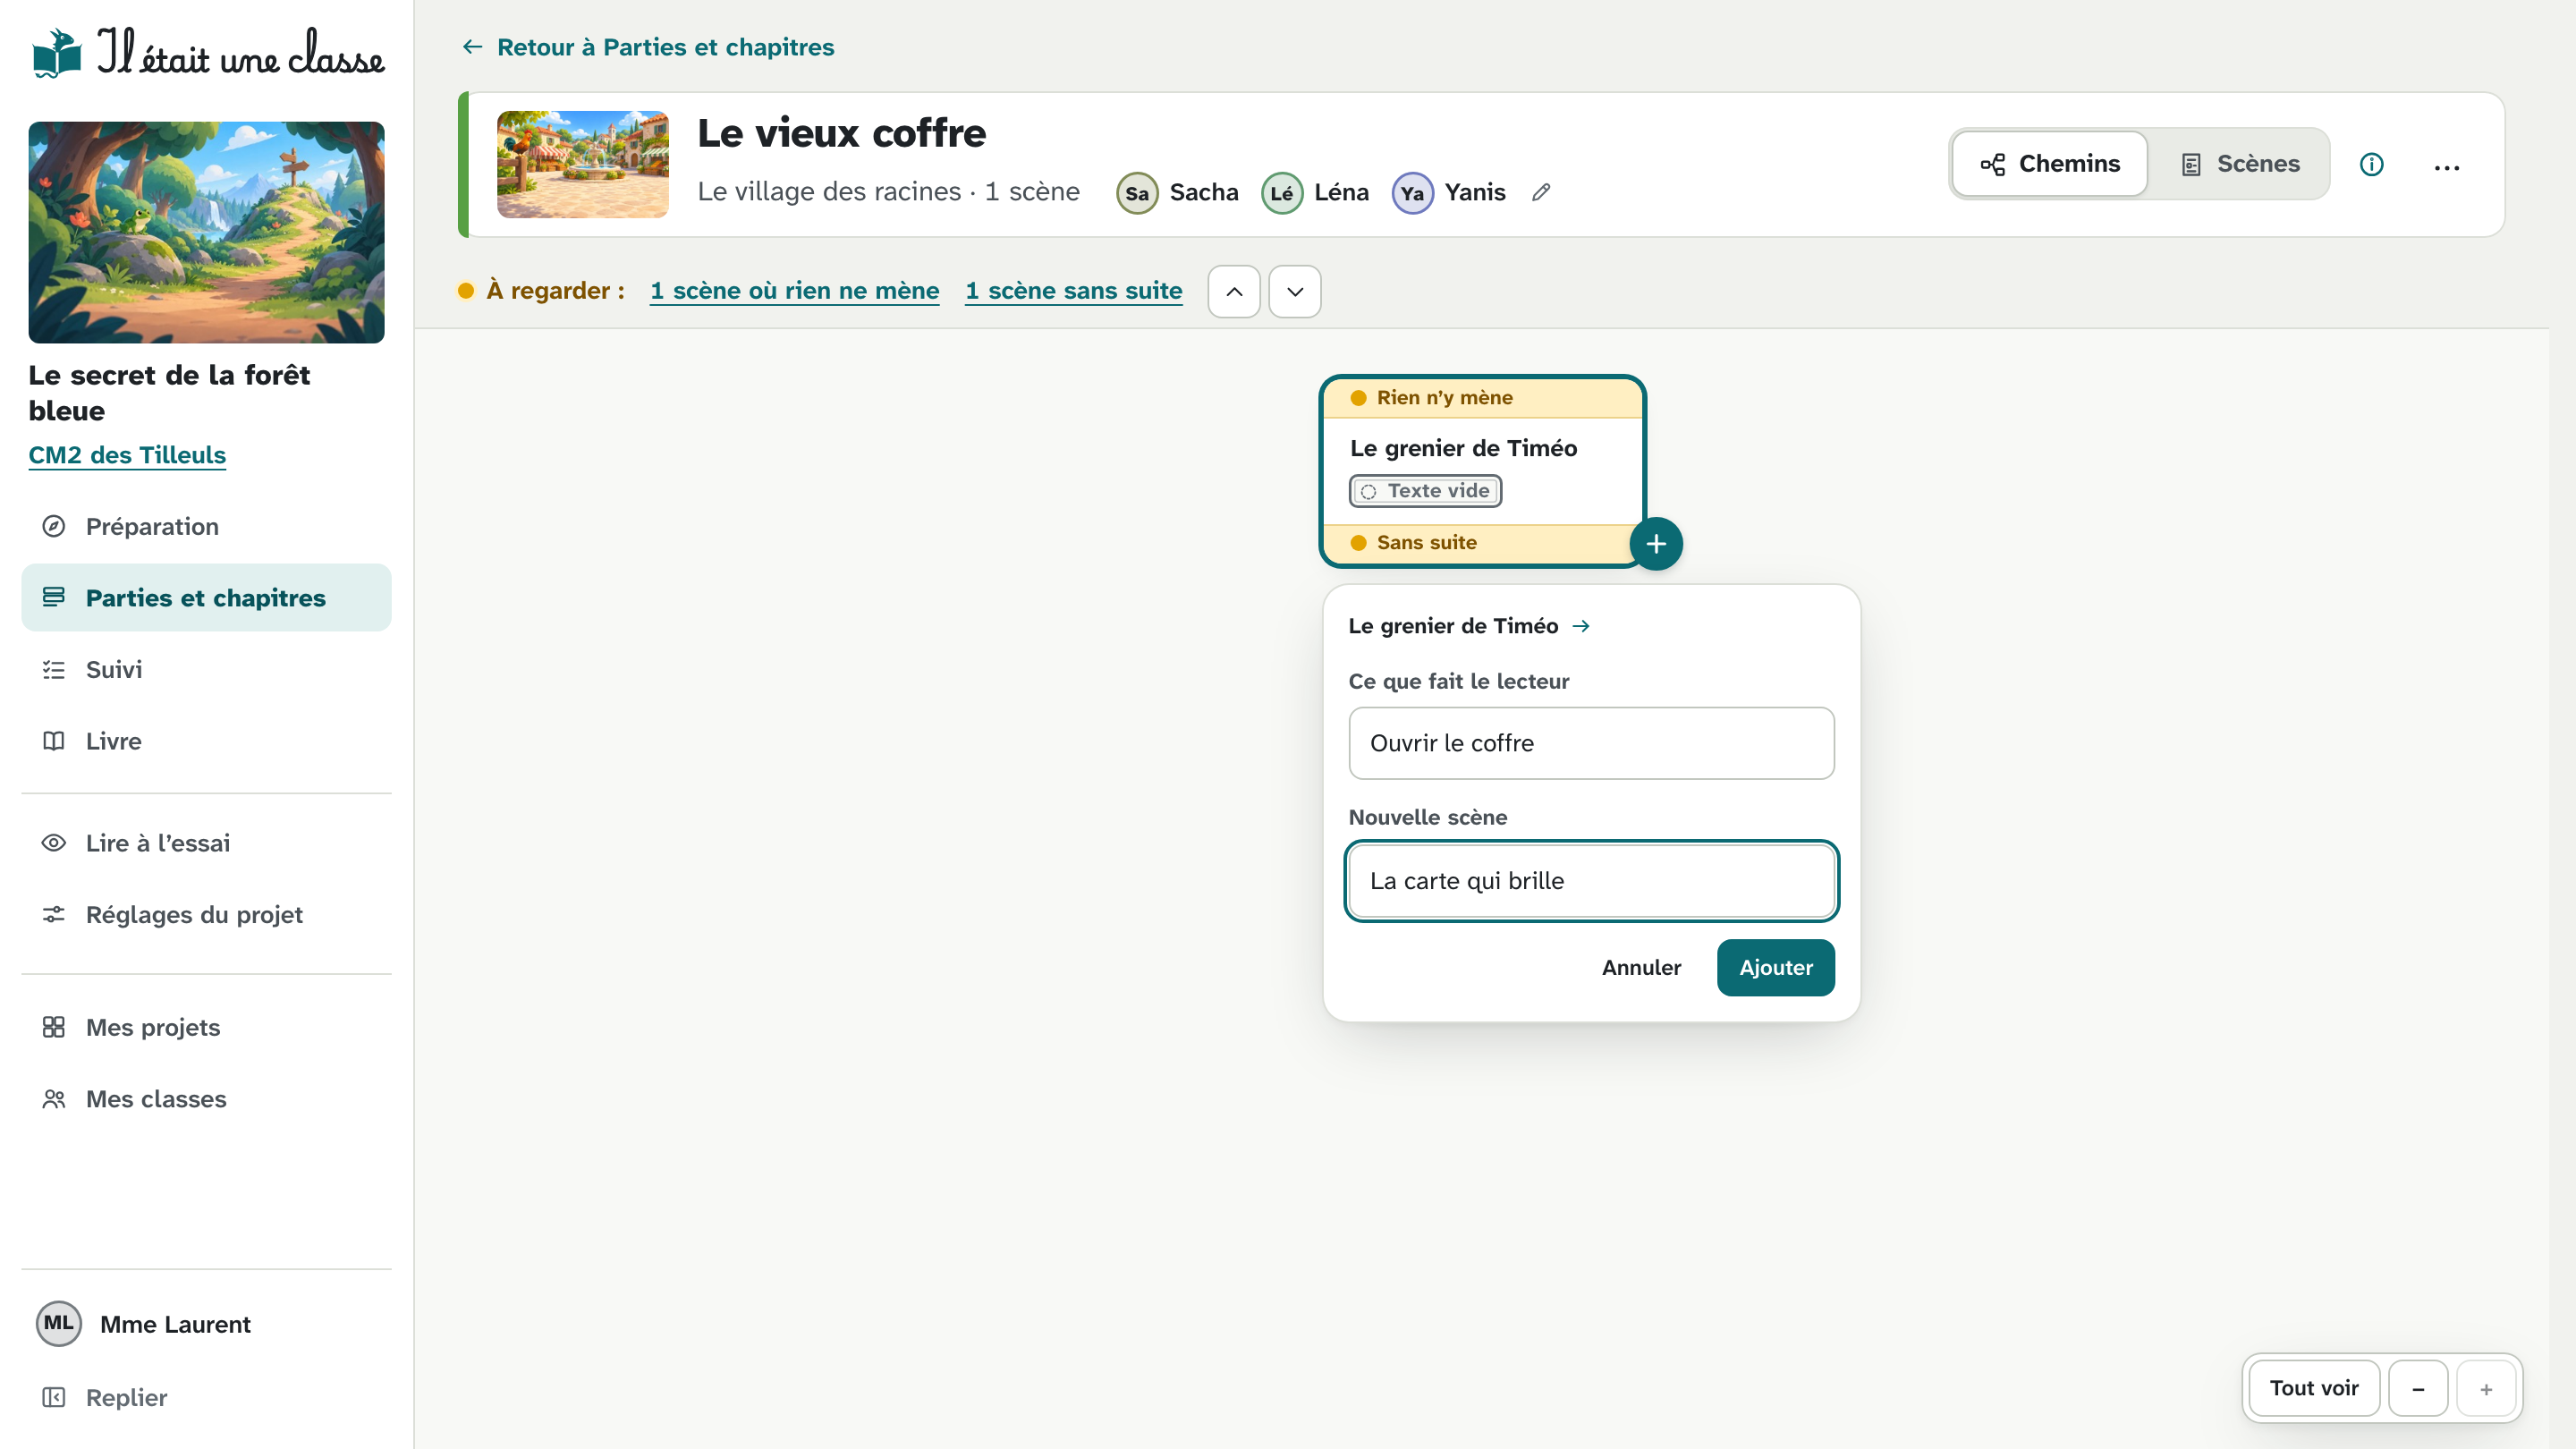 Il était une classe
Le secret de la forêt
bleue
CM2 des Tilleuls
Préparation
Parties et chapitres
Suivi
Livre
Lire à l’essai
Réglages du projet
Mes projets
Mes classes
ML Mme Laurent
Replier
← Retour à Parties et chapitres
Le vieux coffre
Le village des racines · 1 scène Sa Sacha Lé Léna Ya Yanis
Chemins Scènes
À regarder : 1 scène où rien ne mène 1 scène sans suite
Rien n’y mène
Le grenier de Timéo
Texte vide
Sans suite
+
Le grenier de Timéo →
Ce que fait le lecteur
Ouvrir le coffre
Nouvelle scène
La carte qui brille
Annuler Ajouter
Tout voir − +